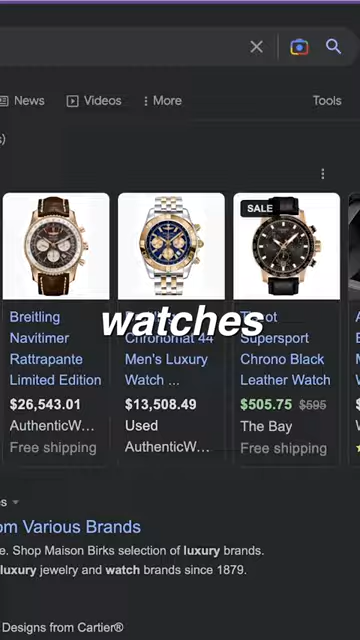 News Videos More Tools
s)
SALE
Breitling
Navitimer
Rattrapante
Limited Edition
$26,543.01
AuthenticW...
Free shipping
Chronomat 44
Men's Luxury
Watch ...
$13,508.49
Used
AuthenticW...
Supersport
Chrono Black
Leather Watch
$505.75 $595
The Bay
Free shipping
watches
s
om Various Brands
e. Shop Maison Birks selection of luxury brands.
luxury jewelry and watch brands since 1879.
Designs from Cartier®